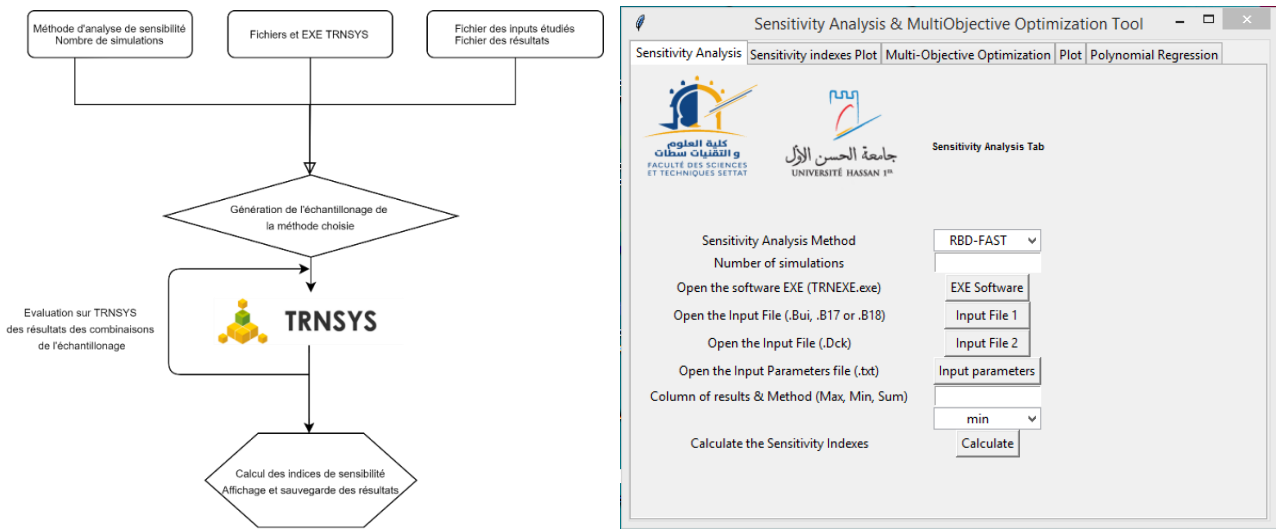 Méthode d'analyse de sensibilité
Nombre de simulations
Fichiers et EXE TRNSYS
Fichier des inputs étudiés
Fichier des résultats
Génération de l'échantillonage de
la méthode choisie
Evaluation sur TRNSYS
des résultats des combinaisons
de l'échantillonage
TRNSYS
Calcul des indices de sensibilité
Affichage et sauvegarde des résultats
Sensitivity Analysis & MultiObjective Optimization Tool
Sensitivity Analysis
Sensitivity indexes Plot
Multi-Objective Optimization
Plot
Polynomial Regression
كلية العلوم
و التقنيات سطات
FACULTÉ DES SCIENCES
ET TECHNIQUES SETTAT
جامعة الحسن الأول
UNIVERSITÉ HASSAN 1ER
Sensitivity Analysis Tab
Sensitivity Analysis Method
RBD-FAST
Number of simulations
Open the software EXE (TRNEXE.exe)
EXE Software
Open the Input File (.Bui, .B17 or .B18)
Input File 1
Open the Input File (.Dck)
Input File 2
Open the Input Parameters file (.txt)
Input parameters
Column of results & Method (Max, Min, Sum)
min
Calculate the Sensitivity Indexes
Calculate